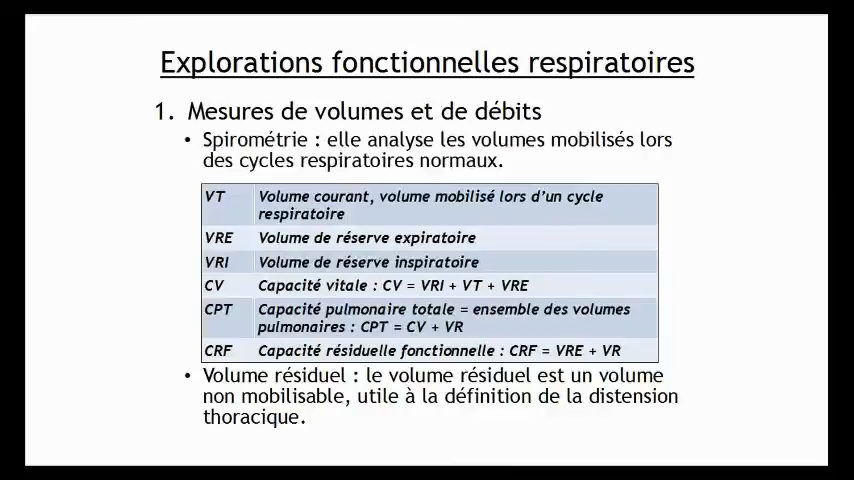 Explorations fonctionnelles respiratoires
1. Mesures de volumes et de débits
• Spirométrie : elle analyse les volumes mobilisés lors
des cycles respiratoires normaux.
VT Volume courant, volume mobilisé lors d'un cycle
respiratoire
VRE Volume de réserve expiratoire
VRI Volume de réserve inspiratoire
CV Capacité vitale : CV = VRI + VT + VRE
CPT Capacité pulmonaire totale = ensemble des volumes
pulmonaires : CPT = CV + VR
CRF Capacité résiduelle fonctionnelle : CRF = VRE + VR
• Volume résiduel : le volume résiduel est un volume
non mobilisable, utile à la définition de la distension
thoracique.